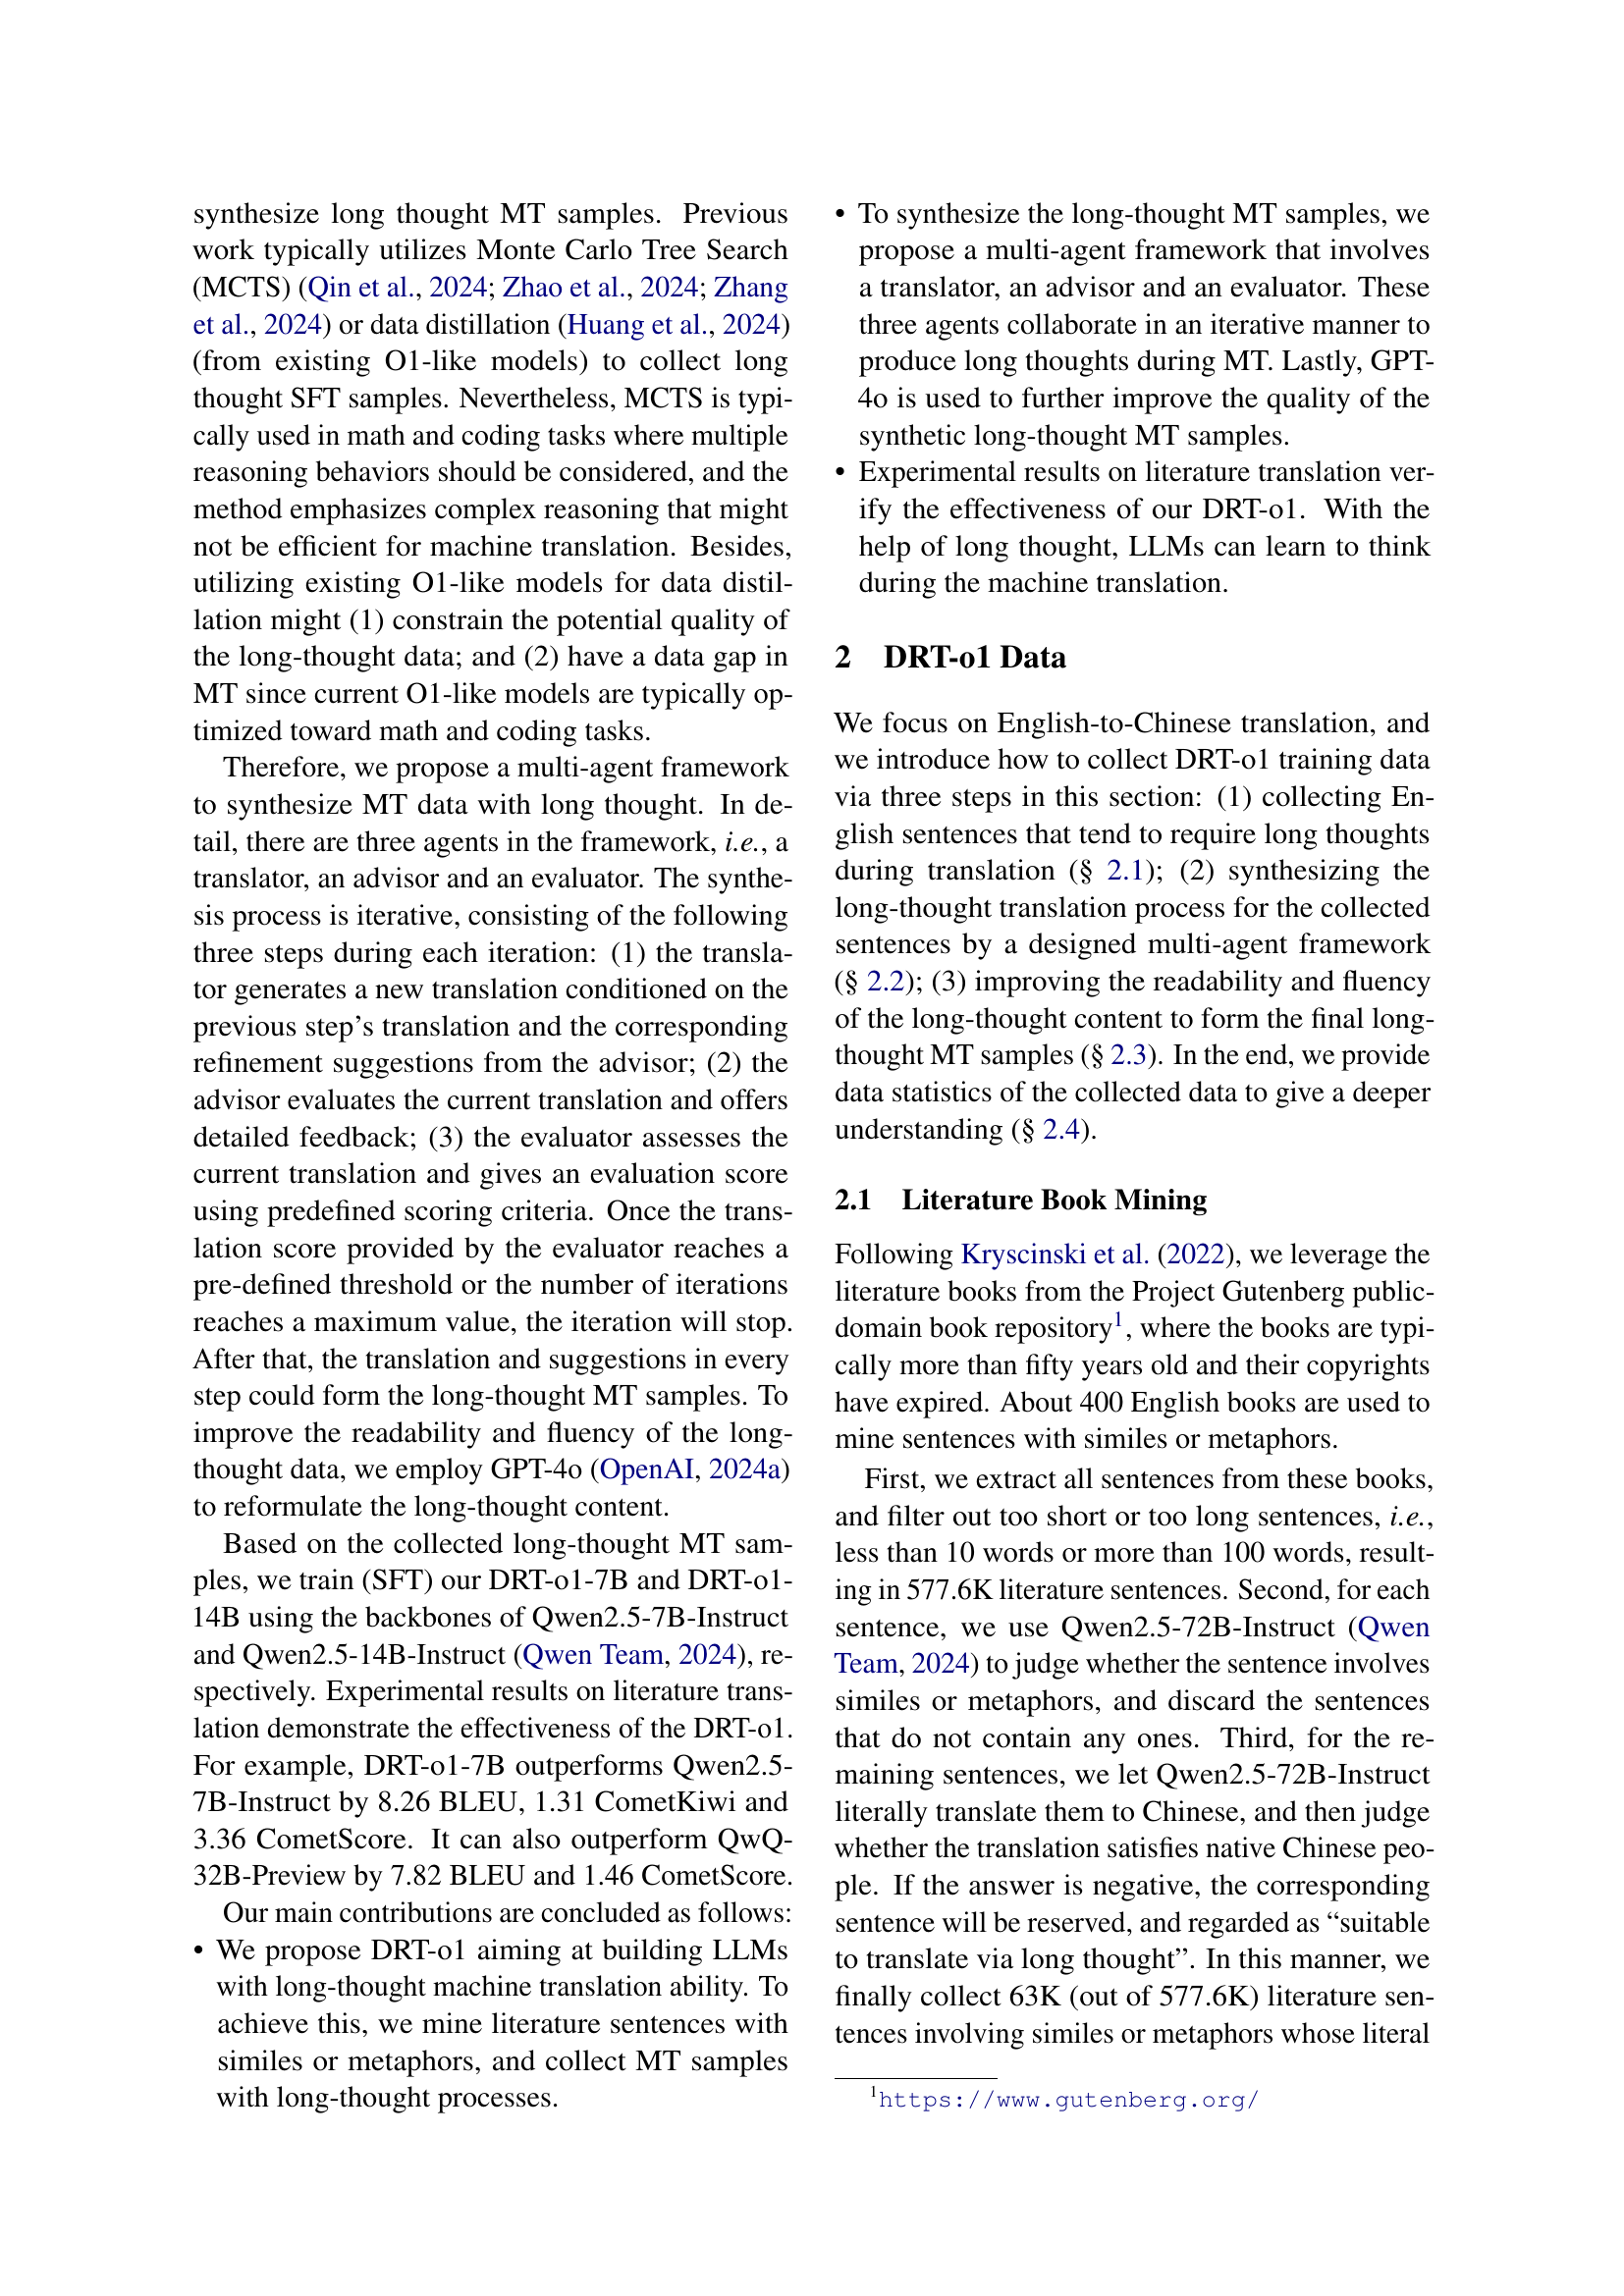 synthesize long thought MT samples. Previous
work typically utilizes Monte Carlo Tree Search
(MCTS) (Qin et al., 2024; Zhao et al., 2024; Zhang
et al., 2024) or data distillation (Huang et al., 2024)
(from existing O1-like models) to collect long
thought SFT samples. Nevertheless, MCTS is typi-
cally used in math and coding tasks where multiple
reasoning behaviors should be considered, and the
method emphasizes complex reasoning that might
not be efficient for machine translation. Besides,
utilizing existing O1-like models for data distil-
lation might (1) constrain the potential quality of
the long-thought data; and (2) have a data gap in
MT since current O1-like models are typically op-
timized toward math and coding tasks.
Therefore, we propose a multi-agent framework
to synthesize MT data with long thought. In de-
tail, there are three agents in the framework, i.e., a
translator, an advisor and an evaluator. The synthe-
sis process is iterative, consisting of the following
three steps during each iteration: (1) the transla-
tor generates a new translation conditioned on the
previous step's translation and the corresponding
refinement suggestions from the advisor; (2) the
advisor evaluates the current translation and offers
detailed feedback; (3) the evaluator assesses the
current translation and gives an evaluation score
using predefined scoring criteria. Once the trans-
lation score provided by the evaluator reaches a
pre-defined threshold or the number of iterations
reaches a maximum value, the iteration will stop.
After that, the translation and suggestions in every
step could form the long-thought MT samples. To
improve the readability and fluency of the long-
thought data, we employ GPT-4o (OpenAI, 2024a)
to reformulate the long-thought content.
Based on the collected long-thought MT sam-
ples, we train (SFT) our DRT-o1-7B and DRT-o1-
14B using the backbones of Qwen2.5-7B-Instruct
and Qwen2.5-14B-Instruct (Qwen Team, 2024), re-
spectively. Experimental results on literature trans-
lation demonstrate the effectiveness of the DRT-o1.
For example, DRT-o1-7B outperforms Qwen2.5-
7B-Instruct by 8.26 BLEU, 1.31 CometKiwi and
3.36 CometScore. It can also outperform QwQ-
32B-Preview by 7.82 BLEU and 1.46 CometScore.
Our main contributions are concluded as follows:
• We propose DRT-o1 aiming at building LLMs
with long-thought machine translation ability. To
achieve this, we mine literature sentences with
similes or metaphors, and collect MT samples
with long-thought processes.
• To synthesize the long-thought MT samples, we
propose a multi-agent framework that involves
a translator, an advisor and an evaluator. These
three agents collaborate in an iterative manner to
produce long thoughts during MT. Lastly, GPT-
4o is used to further improve the quality of the
synthetic long-thought MT samples.
• Experimental results on literature translation ver-
ify the effectiveness of our DRT-o1. With the
help of long thought, LLMs can learn to think
during the machine translation.
2 DRT-o1 Data
We focus on English-to-Chinese translation, and
we introduce how to collect DRT-o1 training data
via three steps in this section: (1) collecting En-
glish sentences that tend to require long thoughts
during translation (§ 2.1); (2) synthesizing the
long-thought translation process for the collected
sentences by a designed multi-agent framework
(§ 2.2); (3) improving the readability and fluency
of the long-thought content to form the final long-
thought MT samples (§ 2.3). In the end, we provide
data statistics of the collected data to give a deeper
understanding (§ 2.4).
2.1 Literature Book Mining
Following Kryscinski et al. (2022), we leverage the
literature books from the Project Gutenberg public-
domain book repository1, where the books are typi-
cally more than fifty years old and their copyrights
have expired. About 400 English books are used to
mine sentences with similes or metaphors.
First, we extract all sentences from these books,
and filter out too short or too long sentences, i.e.,
less than 10 words or more than 100 words, result-
ing in 577.6K literature sentences. Second, for each
sentence, we use Qwen2.5-72B-Instruct (Qwen
Team, 2024) to judge whether the sentence involves
similes or metaphors, and discard the sentences
that do not contain any ones. Third, for the re-
maining sentences, we let Qwen2.5-72B-Instruct
literally translate them to Chinese, and then judge
whether the translation satisfies native Chinese peo-
ple. If the answer is negative, the corresponding
sentence will be reserved, and regarded as “suitable
to translate via long thought”. In this manner, we
finally collect 63K (out of 577.6K) literature sen-
tences involving similes or metaphors whose literal
1https://www.gutenberg.org/